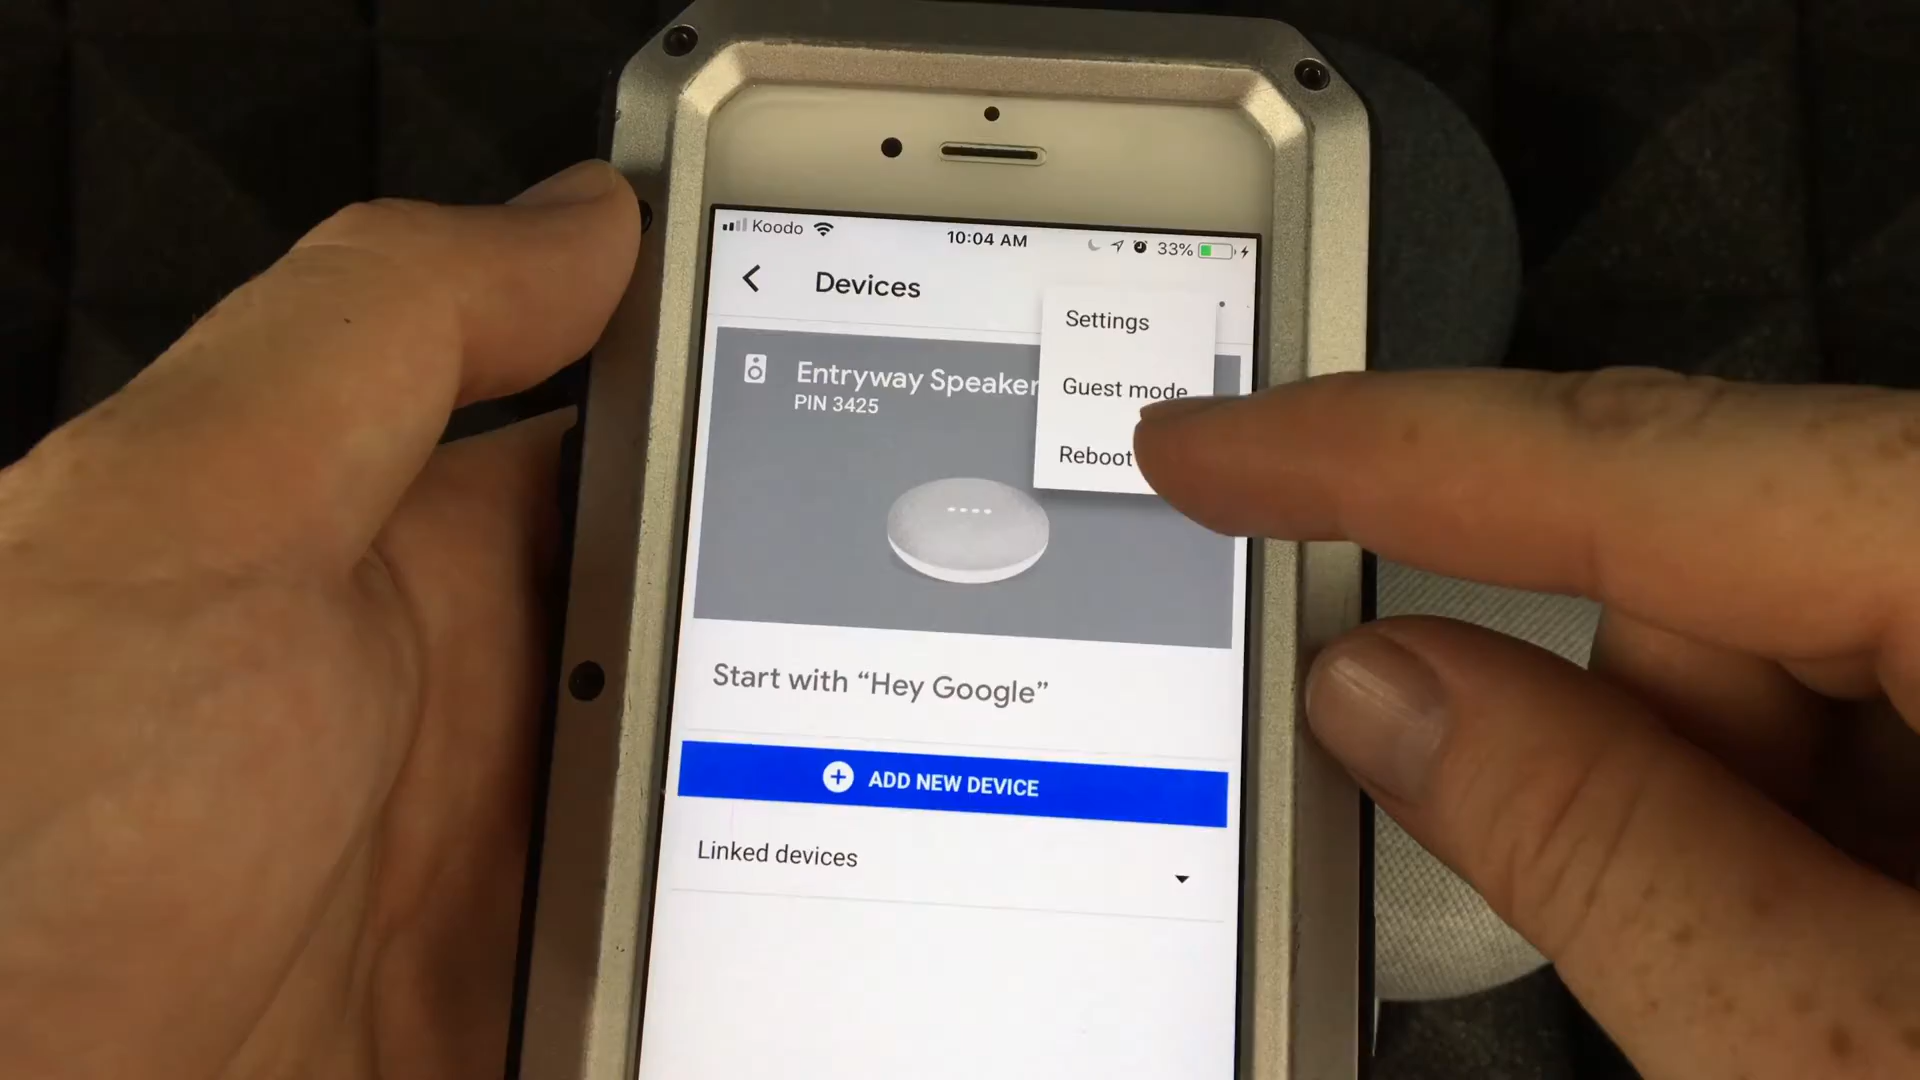 Koodo
10:04 AM
33%
Devices
Settings
Entryway Speaker
Guest mode
PIN 3425
Reboot
Start with “Hey Google”
ADD NEW DEVICE
Linked devices